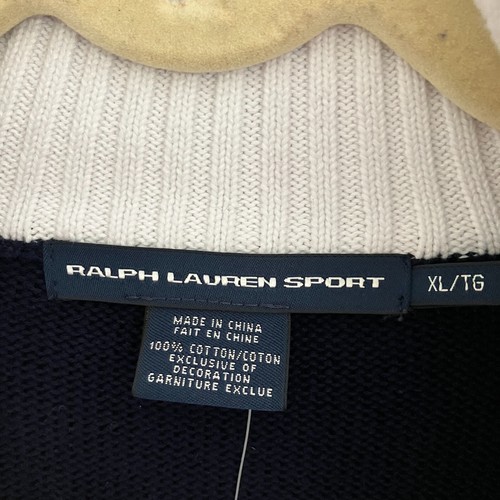 RALPH LAUREN SPORT
XL/TG
MADE IN CHINA
FAIT EN CHINE
100% COTTON/COTON
EXCLUSIVE OF
DECORATION
GARNITURE EXCLUE